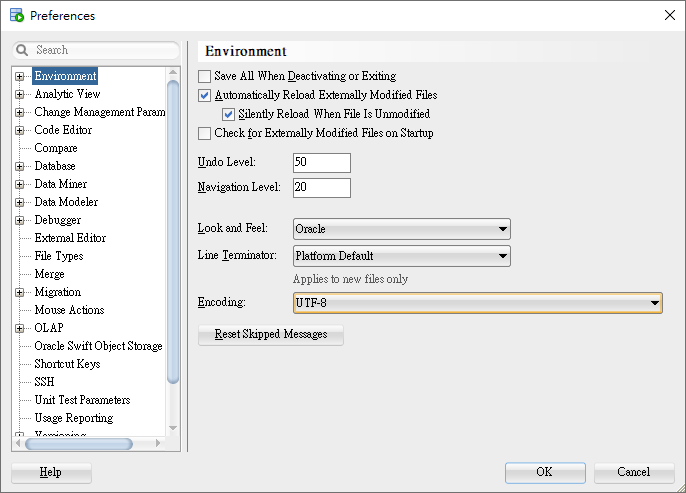 Preferences
Search
Environment
Analytic View
Change Management Param
Code Editor
Compare
Database
Data Miner
Data Modeler
Debugger
External Editor
File Types
Merge
Migration
Mouse Actions
OLAP
Oracle Swift Object Storage
Shortcut Keys
SSH
Unit Test Parameters
Usage Reporting
Versioning
Environment
Save All When Deactivating or Exiting
Automatically Reload Externally Modified Files
Silently Reload When File Is Unmodified
Check for Externally Modified Files on Startup
Undo Level: 50
Navigation Level: 20
Look and Feel: Oracle
Line Terminator: Platform Default
Applies to new files only
Encoding: UTF-8
Reset Skipped Messages
Help OK Cancel